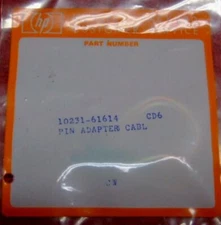 hp
PART NUMBER
10231-61614 CD6
PIN ADAPTER CABL